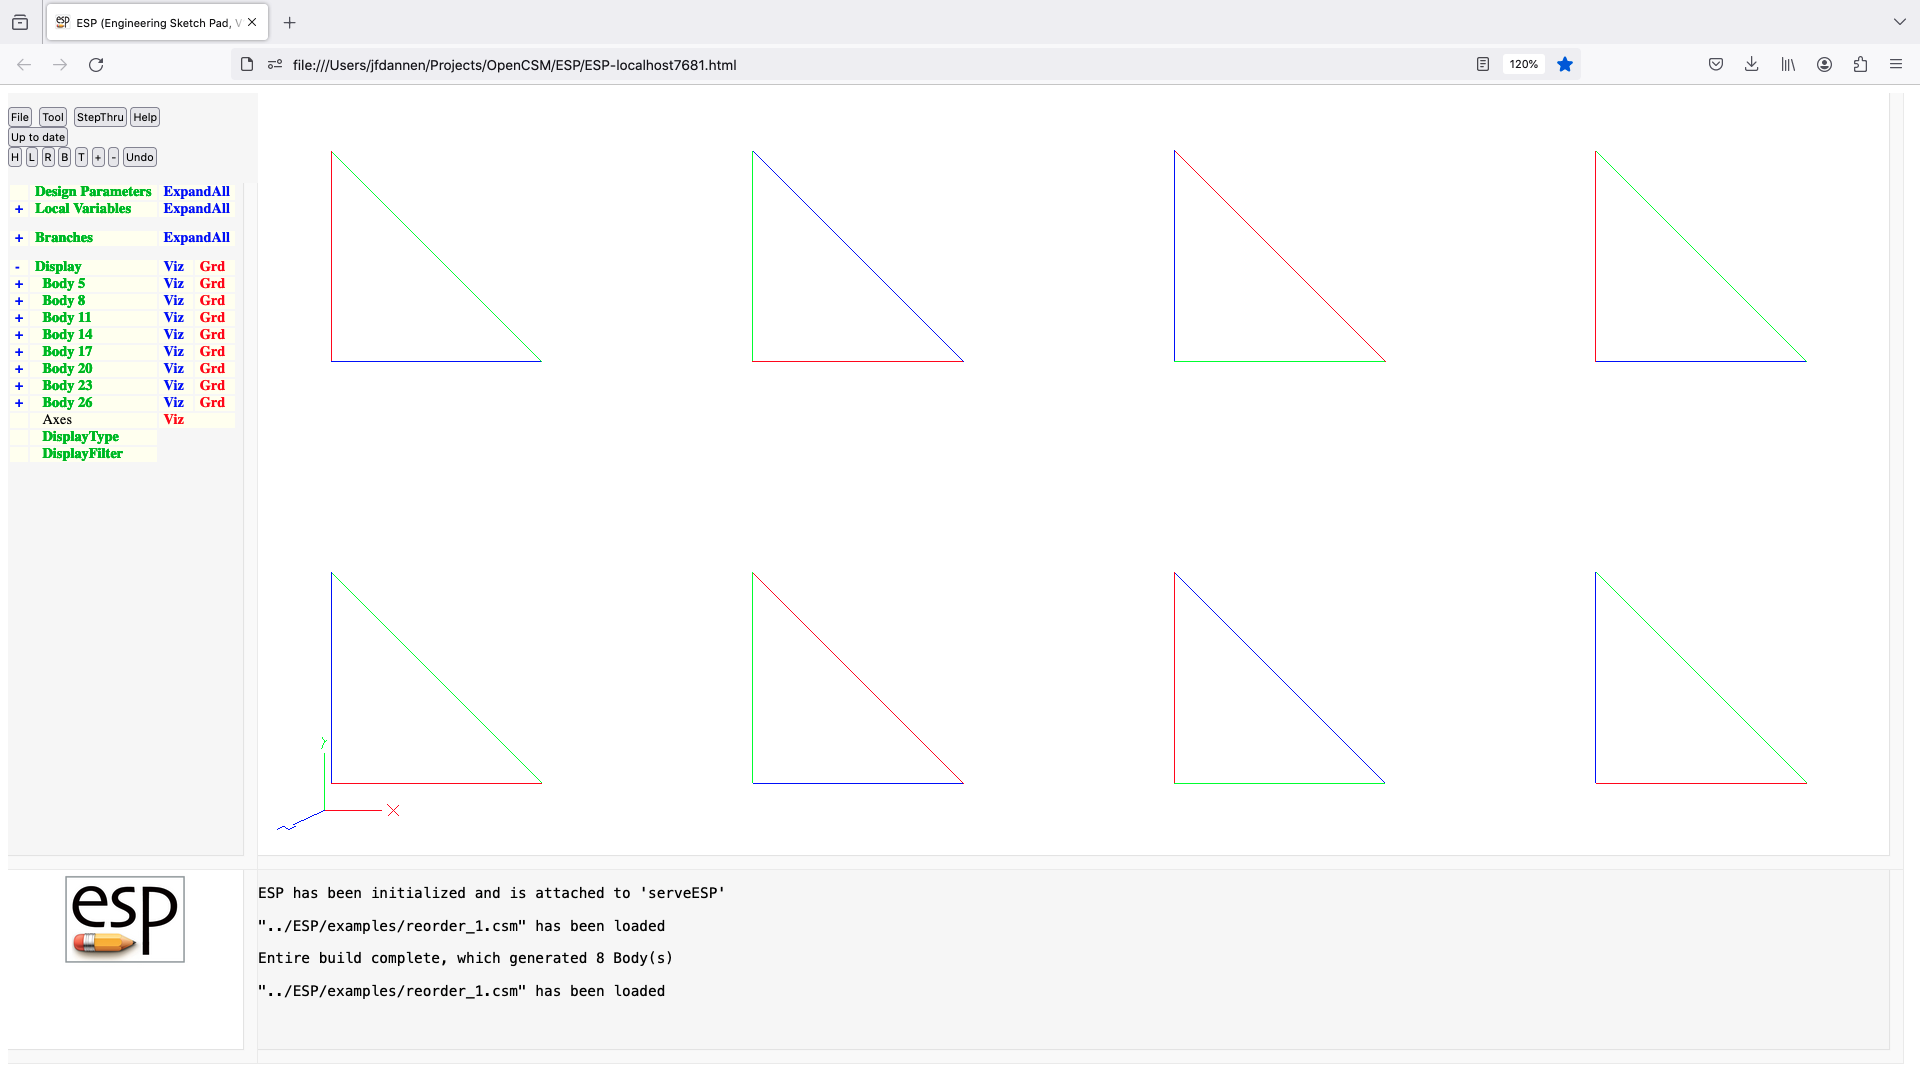 ESP (Engineering Sketch Pad, V
file:///Users/jfdannen/Projects/OpenCSM/ESP/ESP-localhost7681.html 120%
File Tool StepThru Help
Up to date
H L R B T + - Undo
Design Parameters ExpandAll
+ Local Variables ExpandAll
+ Branches ExpandAll
- Display Viz Grd
+ Body 5 Viz Grd
+ Body 8 Viz Grd
+ Body 11 Viz Grd
+ Body 14 Viz Grd
+ Body 17 Viz Grd
+ Body 20 Viz Grd
+ Body 23 Viz Grd
+ Body 26 Viz Grd
Axes Viz
DisplayType
DisplayFilter
Y
X
Z
esp
ESP has been initialized and is attached to 'serveESP'
"../ESP/examples/reorder_1.csm" has been loaded
Entire build complete, which generated 8 Body(s)
"../ESP/examples/reorder_1.csm" has been loaded